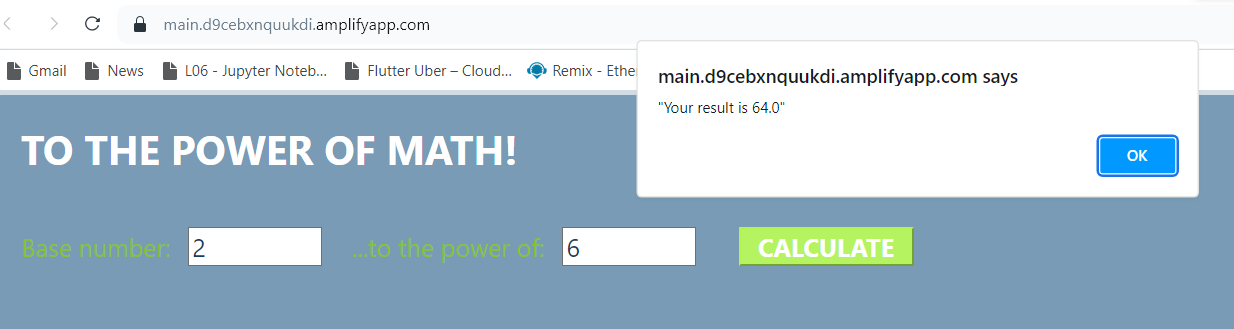 main.d9cebxnquukdi.amplifyapp.com
Gmail News L06 - Jupyter Noteb... Flutter Uber – Cloud... Remix - Ethe
main.d9cebxnquukdi.amplifyapp.com says
"Your result is 64.0"
OK
TO THE POWER OF MATH!
Base number: 2 ...to the power of: 6 CALCULATE